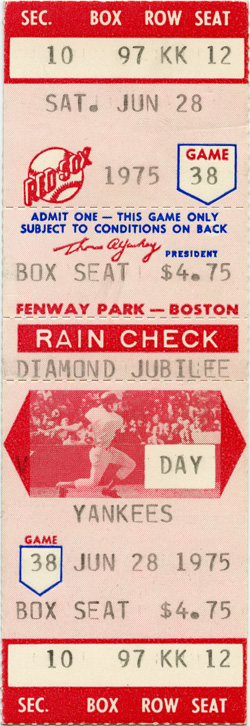 SEC. BOX ROW SEAT
10 97 KK 12
SAT. JUN 28
RED SOX 1975 GAME 38
ADMIT ONE — THIS GAME ONLY
SUBJECT TO CONDITIONS ON BACK
PRESIDENT
BOX SEAT $4.75
FENWAY PARK — BOSTON
RAIN CHECK
DIAMOND JUBILEE
DAY
YANKEES
GAME
38 JUN 28 1975
BOX SEAT $4.75
10 97 KK 12
SEC. BOX ROW SEAT